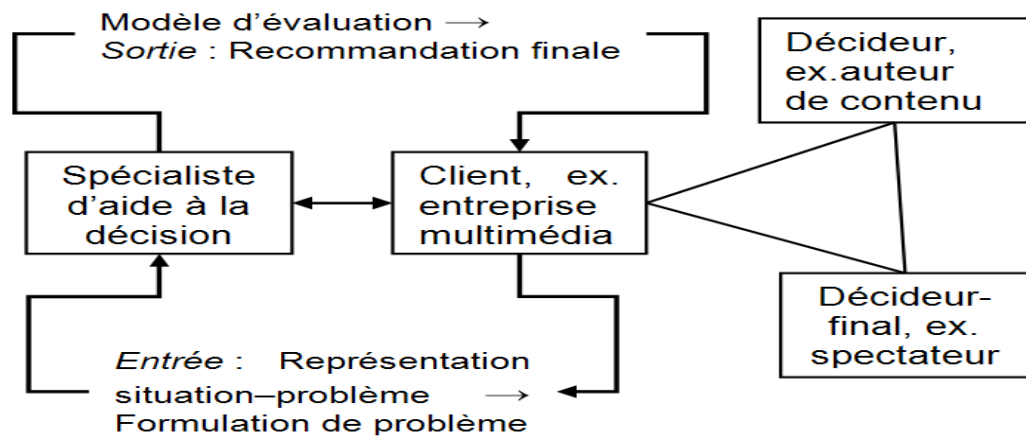 Modèle d’évaluation →
Sortie : Recommandation finale
Décideur,
ex.auteur
de contenu
Spécialiste
d’aide à la
décision
Client, ex.
entreprise
multimédia
Décideur-
final, ex.
spectateur
Entrée : Représentation
situation–problème →
Formulation de problème